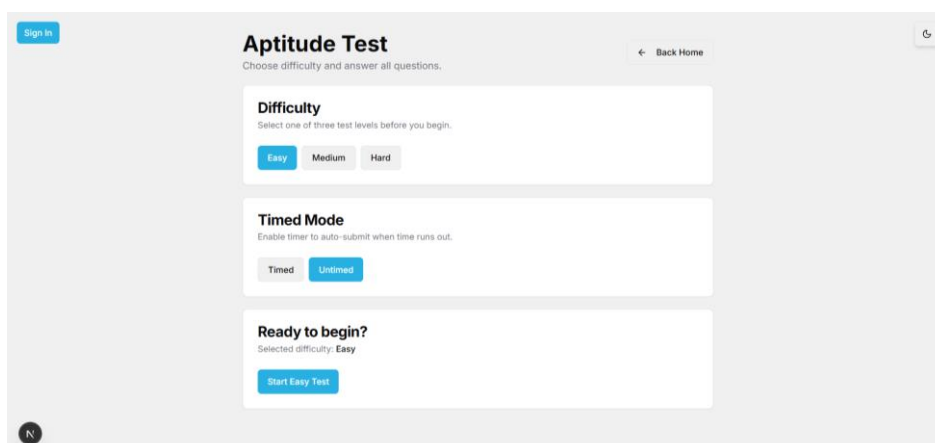 Sign In
Aptitude Test
Choose difficulty and answer all questions.
← Back Home
Difficulty
Select one of three test levels before you begin.
Easy Medium Hard
Timed Mode
Enable timer to auto-submit when time runs out.
Timed Untimed
Ready to begin?
Selected difficulty: Easy
Start Easy Test
N